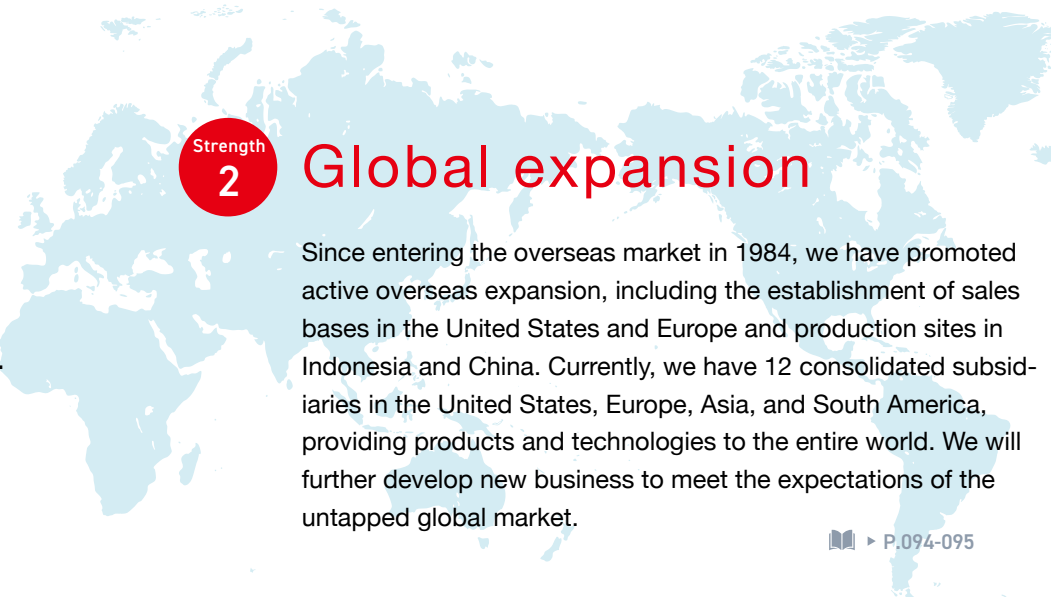 Strength
2
Global expansion
Since entering the overseas market in 1984, we have promoted
active overseas expansion, including the establishment of sales
bases in the United States and Europe and production sites in
Indonesia and China. Currently, we have 12 consolidated subsid-
iaries in the United States, Europe, Asia, and South America,
providing products and technologies to the entire world. We will
further develop new business to meet the expectations of the
untapped global market.
▶ P.094-095